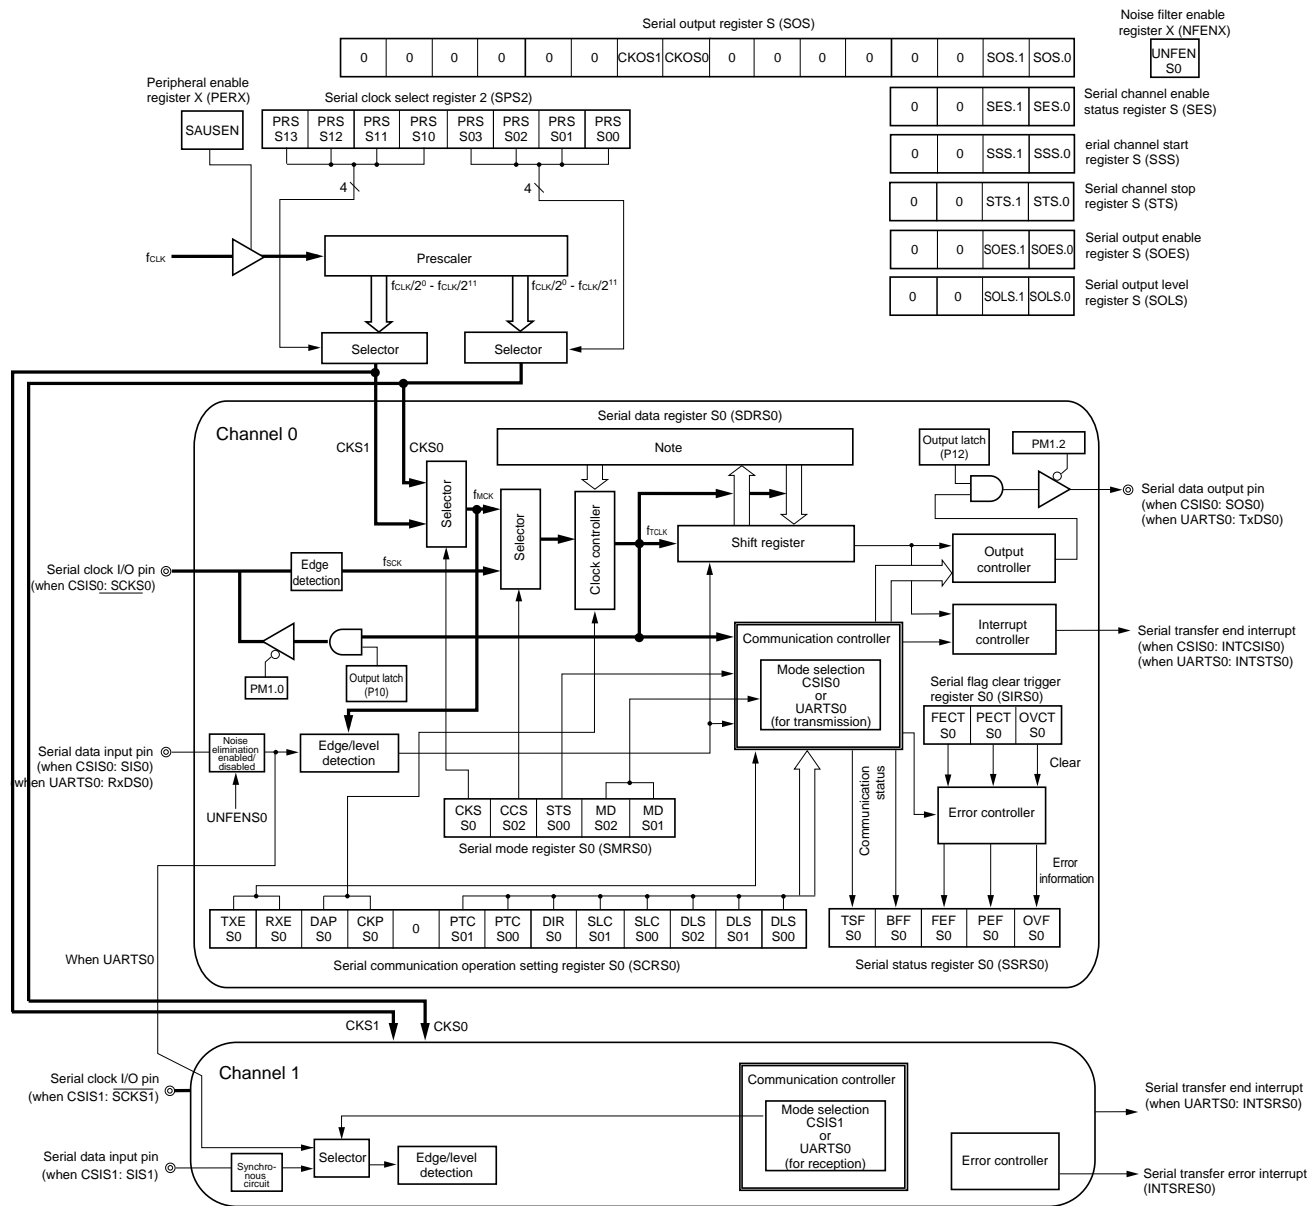 Serial output register S (SOS)
0 0 0 0 0 0 CKOS1 CKOS0 0 0 0 0 0 0 SOS.1 SOS.0
Noise filter enable
register X (NFENX)
UNFEN
S0
Peripheral enable
register X (PERX)
SAUSEN
Serial clock select register 2 (SPS2)
PRS PRS PRS PRS PRS PRS PRS PRS
S13 S12 S11 S10 S03 S02 S01 S00
4
4
0 0 SES.1 SES.0
Serial channel enable
status register S (SES)
0 0 SSS.1 SSS.0
erial channel start
register S (SSS)
0 0 STS.1 STS.0
Serial channel stop
register S (STS)
0 0 SOES.1 SOES.0
Serial output enable
register S (SOES)
0 0 SOLS.1 SOLS.0
Serial output level
register S (SOLS)
fCLK
Prescaler
fCLK/2⁰ - fCLK/2¹¹
fCLK/2⁰ - fCLK/2¹¹
Selector
Selector
Channel 0
CKS1
CKS0
Serial data register S0 (SDRS0)
Note
Output latch
(P12)
PM1.2
Serial data output pin
(when CSIS0: SOS0)
(when UARTS0: TxDS0)
Selector
fMCK
Selector
Clock controller
fTCLK
Shift register
Output
controller
Serial clock I/O pin
(when CSIS0: SCKS0)
Edge
detection
fSCK
Communication controller
Mode selection
CSIS0
or
UARTS0
(for transmission)
Interrupt
controller
Serial transfer end interrupt
(when CSIS0: INTCSIS0)
(when UARTS0: INTSTS0)
PM1.0
Output latch
(P10)
Serial flag clear trigger
register S0 (SIRS0)
FECT PECT OVCT
S0 S0 S0
Clear
Serial data input pin
(when CSIS0: SIS0)
(when UARTS0: RxDS0)
Noise
elimination
enabled/
disabled
Edge/level
detection
UNFENS0
CKS CCS STS MD MD
S0 S02 S00 S02 S01
Serial mode register S0 (SMRS0)
Communication
status
Error controller
Error
information
TXE RXE DAP CKP 0 PTC PTC DIR SLC SLC DLS DLS DLS
S0 S0 S0 S0 S01 S00 S0 S01 S00 S02 S01 S00
Serial communication operation setting register S0 (SCRS0)
TSF BFF FEF PEF OVF
S0 S0 S0 S0 S0
Serial status register S0 (SSRS0)
When UARTS0
CKS1
CKS0
Channel 1
Serial clock I/O pin
(when CSIS1: SCKS1)
Communication controller
Mode selection
CSIS1
or
UARTS0
(for reception)
Serial transfer end interrupt
(when UARTS0: INTSRS0)
Serial data input pin
(when CSIS1: SIS1)
Synchro-
nous
circuit
Selector
Edge/level
detection
Error controller
Serial transfer error interrupt
(INTSRES0)